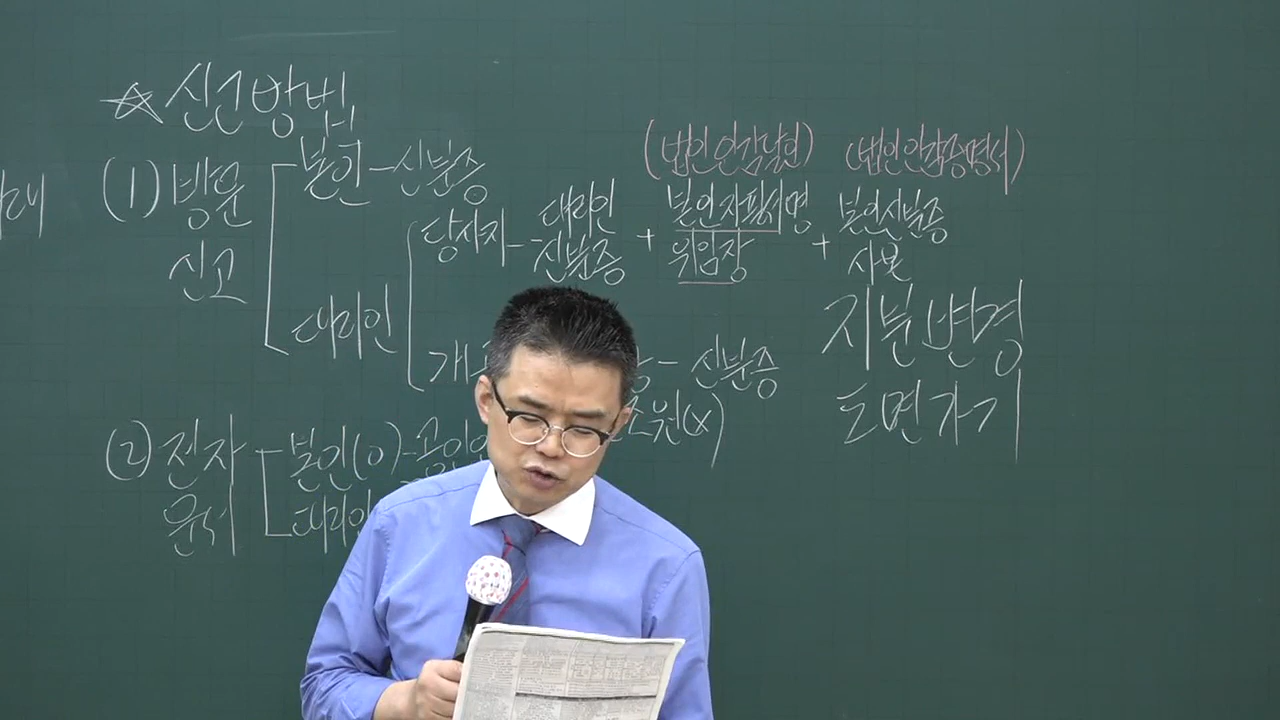 ☆ 신고방법
(1) 방문신고
본인 - 신분증
대리인
당사자 - 대리인 신분증 + 본인자필서명 위임장 + 본인신분증 사본
(법인인감날인) (법인인감증명서)
개 - 신분증
원(x)
(2) 전자문서
본인(o) - 공인인
대리인
지분변경
도면가기